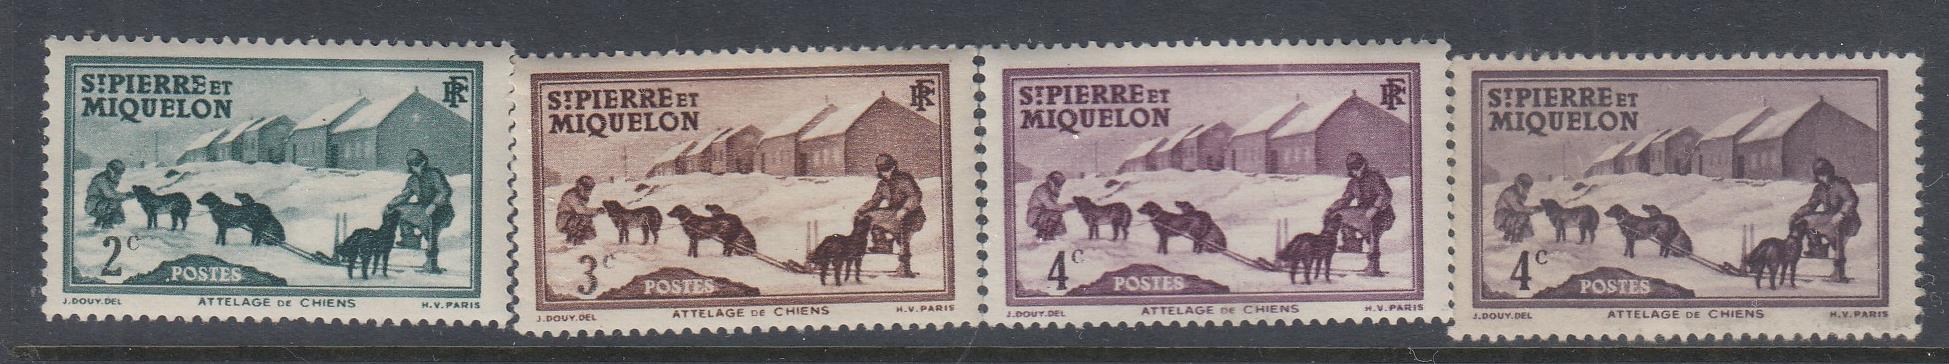 ST PIERRE ET RF
MIQUELON
2c
POSTES
J.DOUY.DEL ATTELAGE DE CHIENS H.V.PARIS
ST PIERRE ET RF
MIQUELON
3c
POSTES
J.DOUY.DEL ATTELAGE DE CHIENS H.V.PARIS
ST PIERRE ET RF
MIQUELON
4c
POSTES
J.DOUY.DEL ATTELAGE DE CHIENS H.V.PARIS
ST PIERRE ET
MIQUELON
4c
POSTES
J.DOUY.DEL ATTELAGE DE CHIENS H.V.PARIS